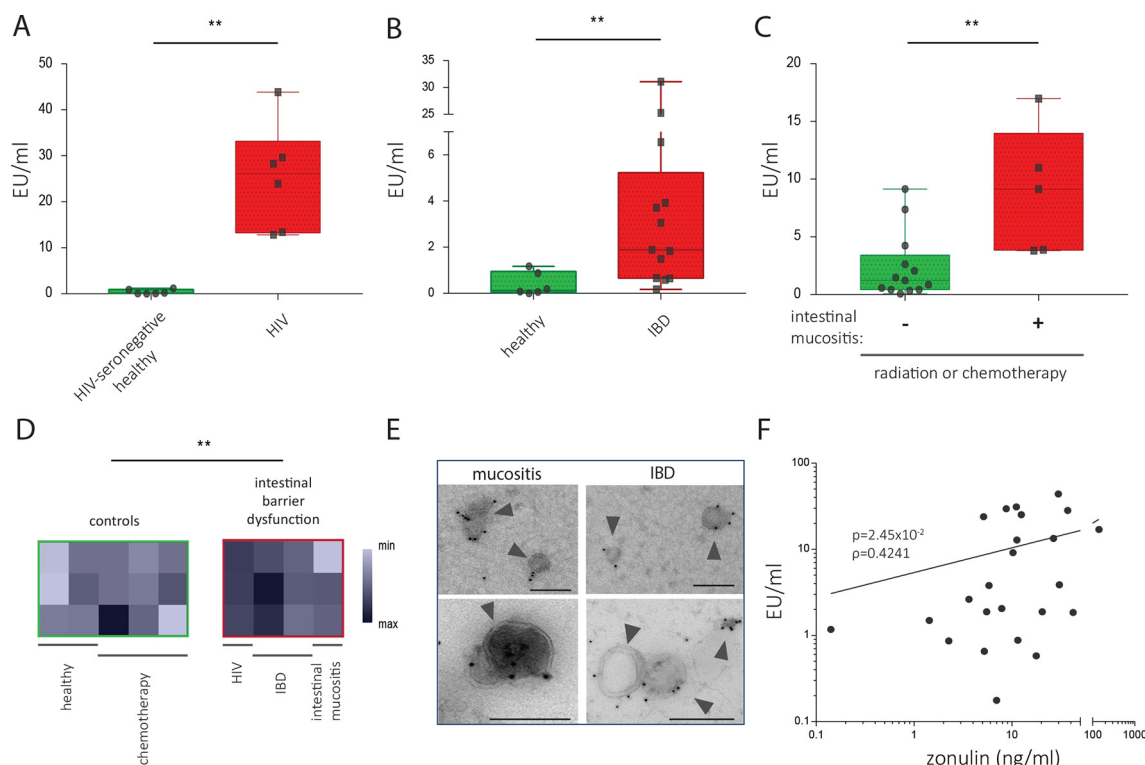 A
**
50
40
30
20
10
0
EU/ml
HIV-seronegative
healthy
HIV
B
**
35
30
25
6
4
2
0
EU/ml
healthy
IBD
C
**
20
15
10
5
0
EU/ml
intestinal
mucositis:
-
+
radiation or chemotherapy
D
**
controls
intestinal
barrier
dysfunction
min
max
healthy
chemotherapy
HIV
IBD
intestinal
mucositis
E
mucositis
IBD
F
100
10
1
0.1
EU/ml
p=2.45x10-2
ρ=0.4241
0.1
1
10
100
1000
zonulin (ng/ml)